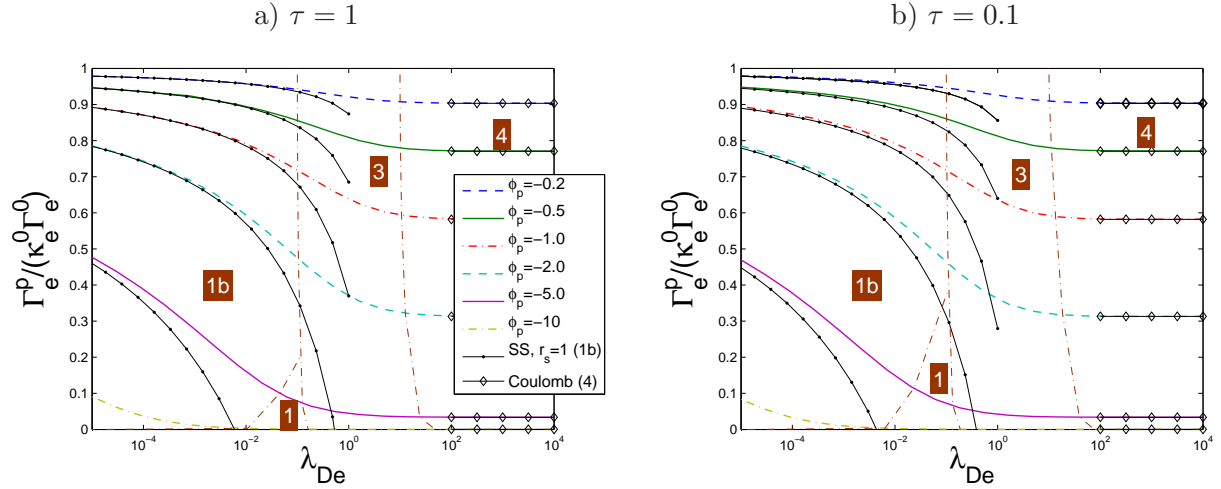 a) τ = 1
1
0.9
0.8
0.7
0.6
0.5
0.4
0.3
0.2
0.1
0
Γ_e^p/(κ_e^0Γ_e^0)
10^-4
10^-2
10^0
10^2
10^4
λ_De
1b
1
3
4
ϕ_p=-0.2
ϕ_p=-0.5
ϕ_p=-1.0
ϕ_p=-2.0
ϕ_p=-5.0
ϕ_p=-10
SS, r_s=1 (1b)
Coulomb (4)
b) τ = 0.1
1
0.9
0.8
0.7
0.6
0.5
0.4
0.3
0.2
0.1
0
Γ_e^p/(κ_e^0Γ_e^0)
10^-4
10^-2
10^0
10^2
10^4
λ_De
1b
1
3
4